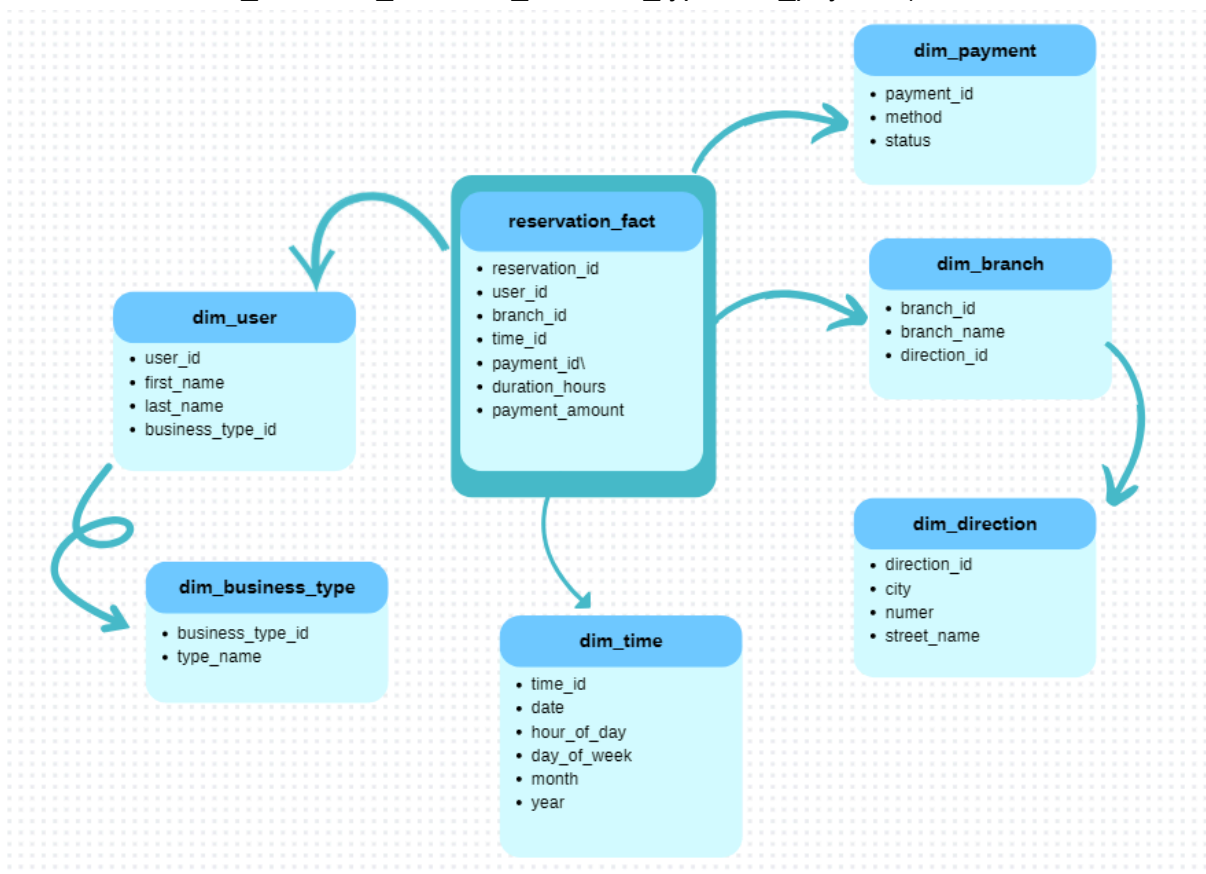 dim_payment
payment_id
method
status
reservation_fact
reservation_id
user_id
branch_id
time_id
payment_id\
duration_hours
payment_amount
dim_branch
branch_id
branch_name
direction_id
dim_user
user_id
first_name
last_name
business_type_id
dim_direction
direction_id
city
numer
street_name
dim_business_type
business_type_id
type_name
dim_time
time_id
date
hour_of_day
day_of_week
month
year